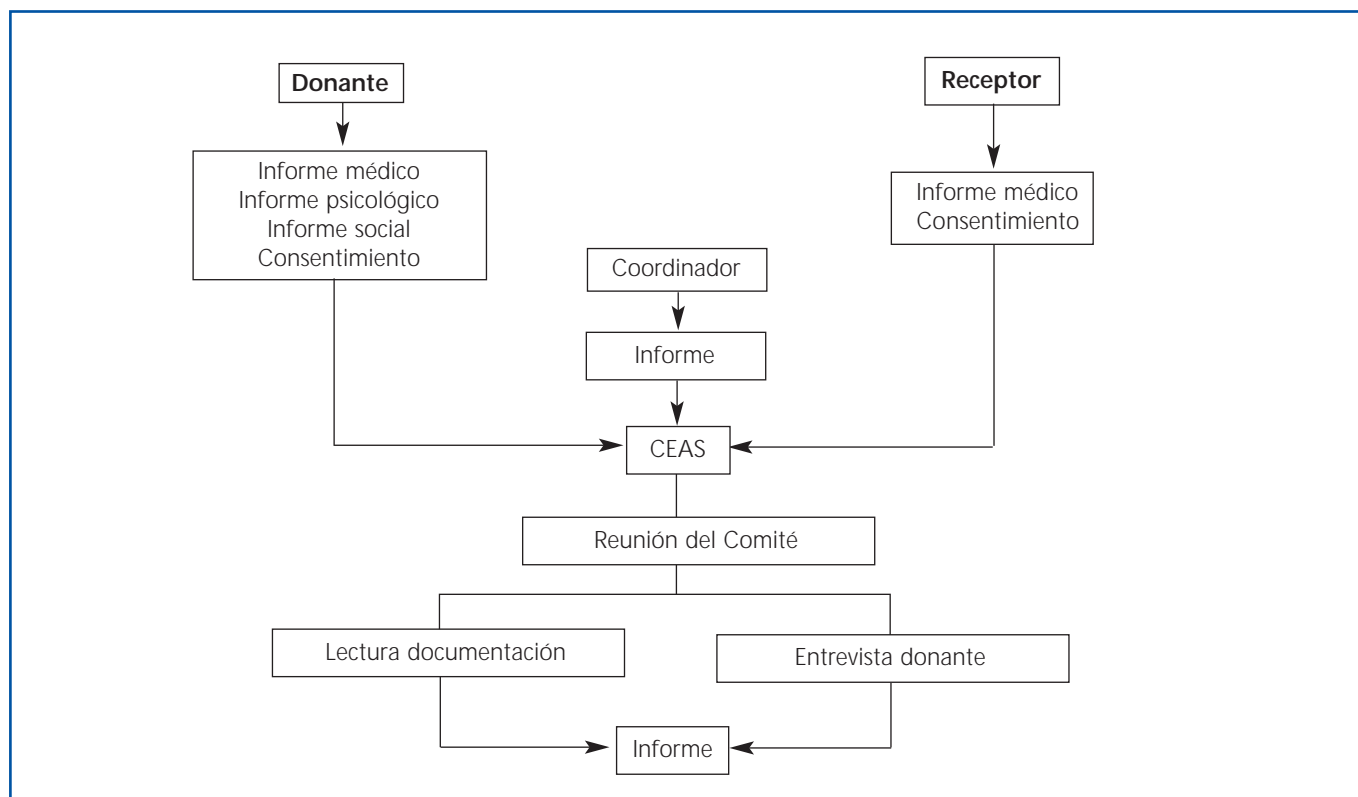 Donante
Receptor
Informe médico
Informe psicológico
Informe social
Consentimiento
Informe médico
Consentimiento
Coordinador
Informe
CEAS
Reunión del Comité
Lectura documentación
Entrevista donante
Informe